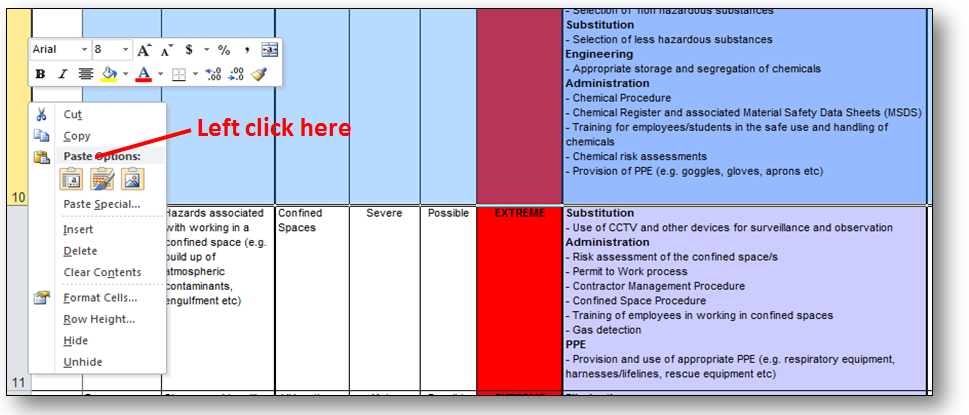 - Selection of non hazardous substances
Substitution
- Selection of less hazardous substances
Engineering
- Appropriate storage and segregation of chemicals
Administration
- Chemical Procedure
- Chemical Register and associated Material Safety Data Sheets (MSDS)
- Training for employees/students in the safe use and handling of
chemicals
- Chemical risk assessments
- Provision of PPE (e.g. goggles, gloves, aprons etc)
Arial 8 A A $ % ,
B I A .00 .00
Cut
Copy
Paste Options:
Left click here
Paste Special...
Insert
Delete
Clear Contents
Format Cells...
Row Height...
Hide
Unhide
10
11
Hazards associated
with working in a
confined space (e.g.
build up of
atmospheric
contaminants,
engulfment etc)
Confined
Spaces
Severe
Possible
EXTREME
Substitution
- Use of CCTV and other devices for surveillance and observation
Administration
- Risk assessment of the confined space/s
- Permit to Work process
- Contractor Management Procedure
- Confined Space Procedure
- Training of employees in working in confined spaces
- Gas detection
PPE
- Provision and use of appropriate PPE (e.g. respiratory equipment,
harnesses/lifelines, rescue equipment etc)